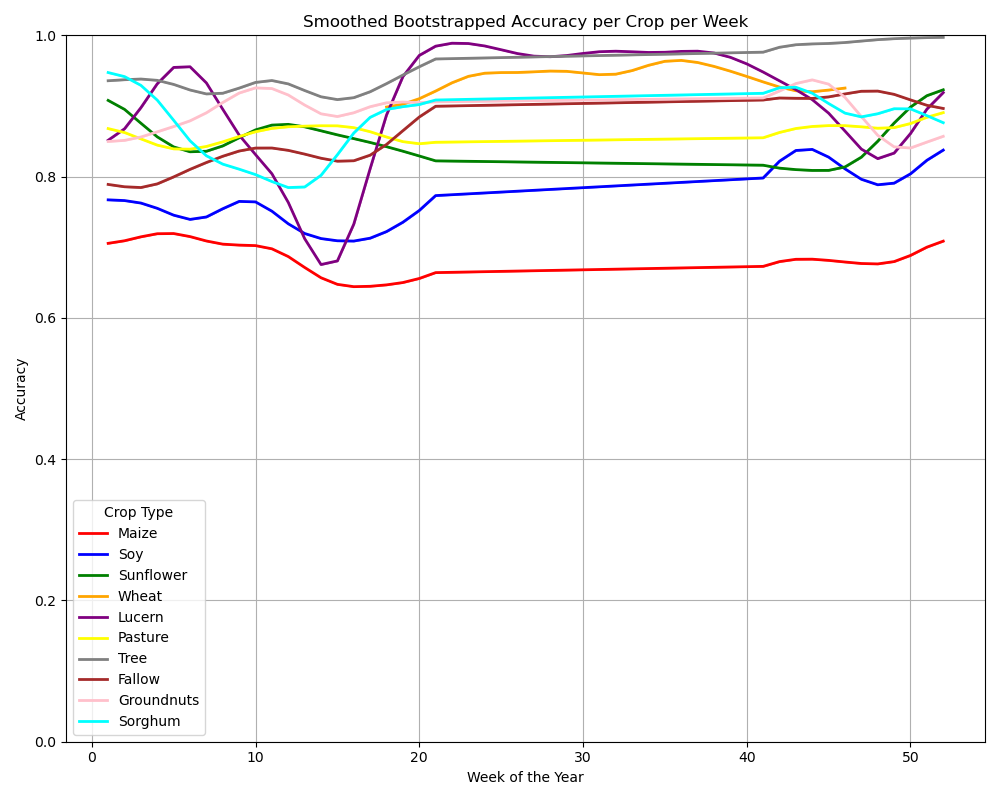 Smoothed Bootstrapped Accuracy per Crop per Week
Accuracy
1.0
0.8
0.6
0.4
0.2
0.0
Crop Type
Maize
Soy
Sunflower
Wheat
Lucern
Pasture
Tree
Fallow
Groundnuts
Sorghum
0 10 20 30 40 50
Week of the Year